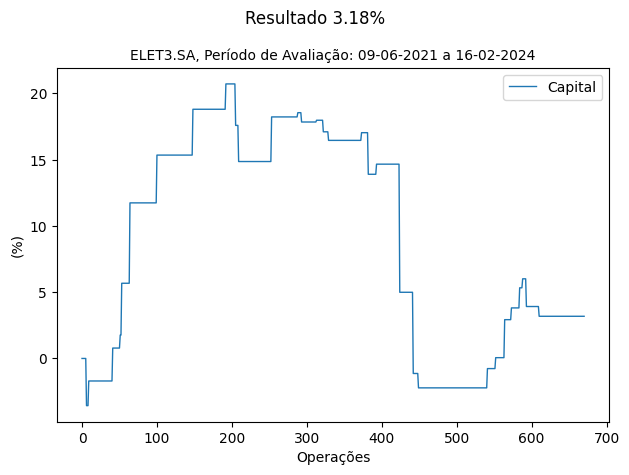 Resultado 3.18%
ELET3.SA, Período de Avaliação: 09-06-2021 a 16-02-2024
Capital
20
15
10
5
0
(%)
0 100 200 300 400 500 600 700
Operações